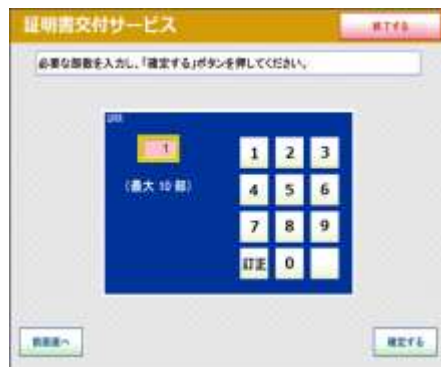 証明書交付サービス
終了する
必要な部数を入力し、「確定する」ボタンを押してください。
部数
1
(最大 10 部)
1 2 3
4 5 6
7 8 9
訂正 0
前画面へ
確定する